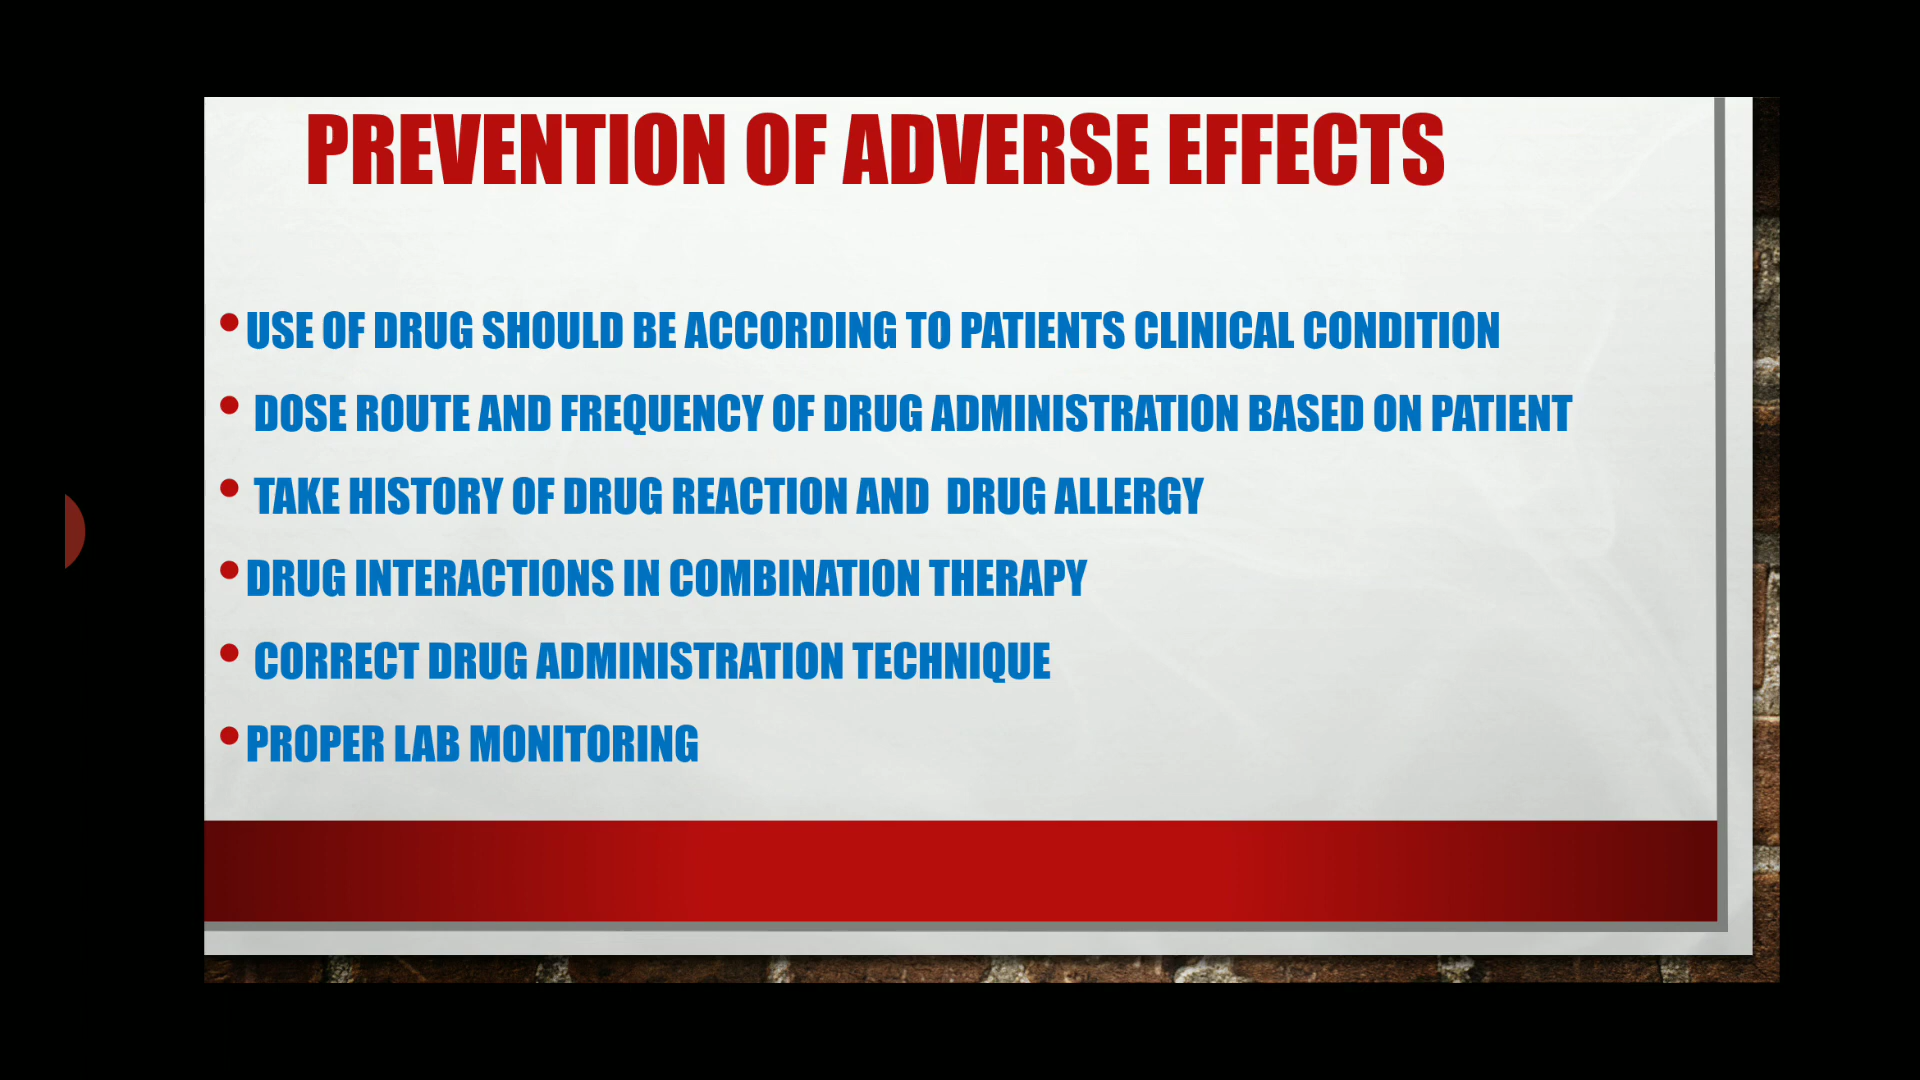 PREVENTION OF ADVERSE EFFECTS
• USE OF DRUG SHOULD BE ACCORDING TO PATIENTS CLINICAL CONDITION
• DOSE ROUTE AND FREQUENCY OF DRUG ADMINISTRATION BASED ON PATIENT
• TAKE HISTORY OF DRUG REACTION AND DRUG ALLERGY
• DRUG INTERACTIONS IN COMBINATION THERAPY
• CORRECT DRUG ADMINISTRATION TECHNIQUE
• PROPER LAB MONITORING